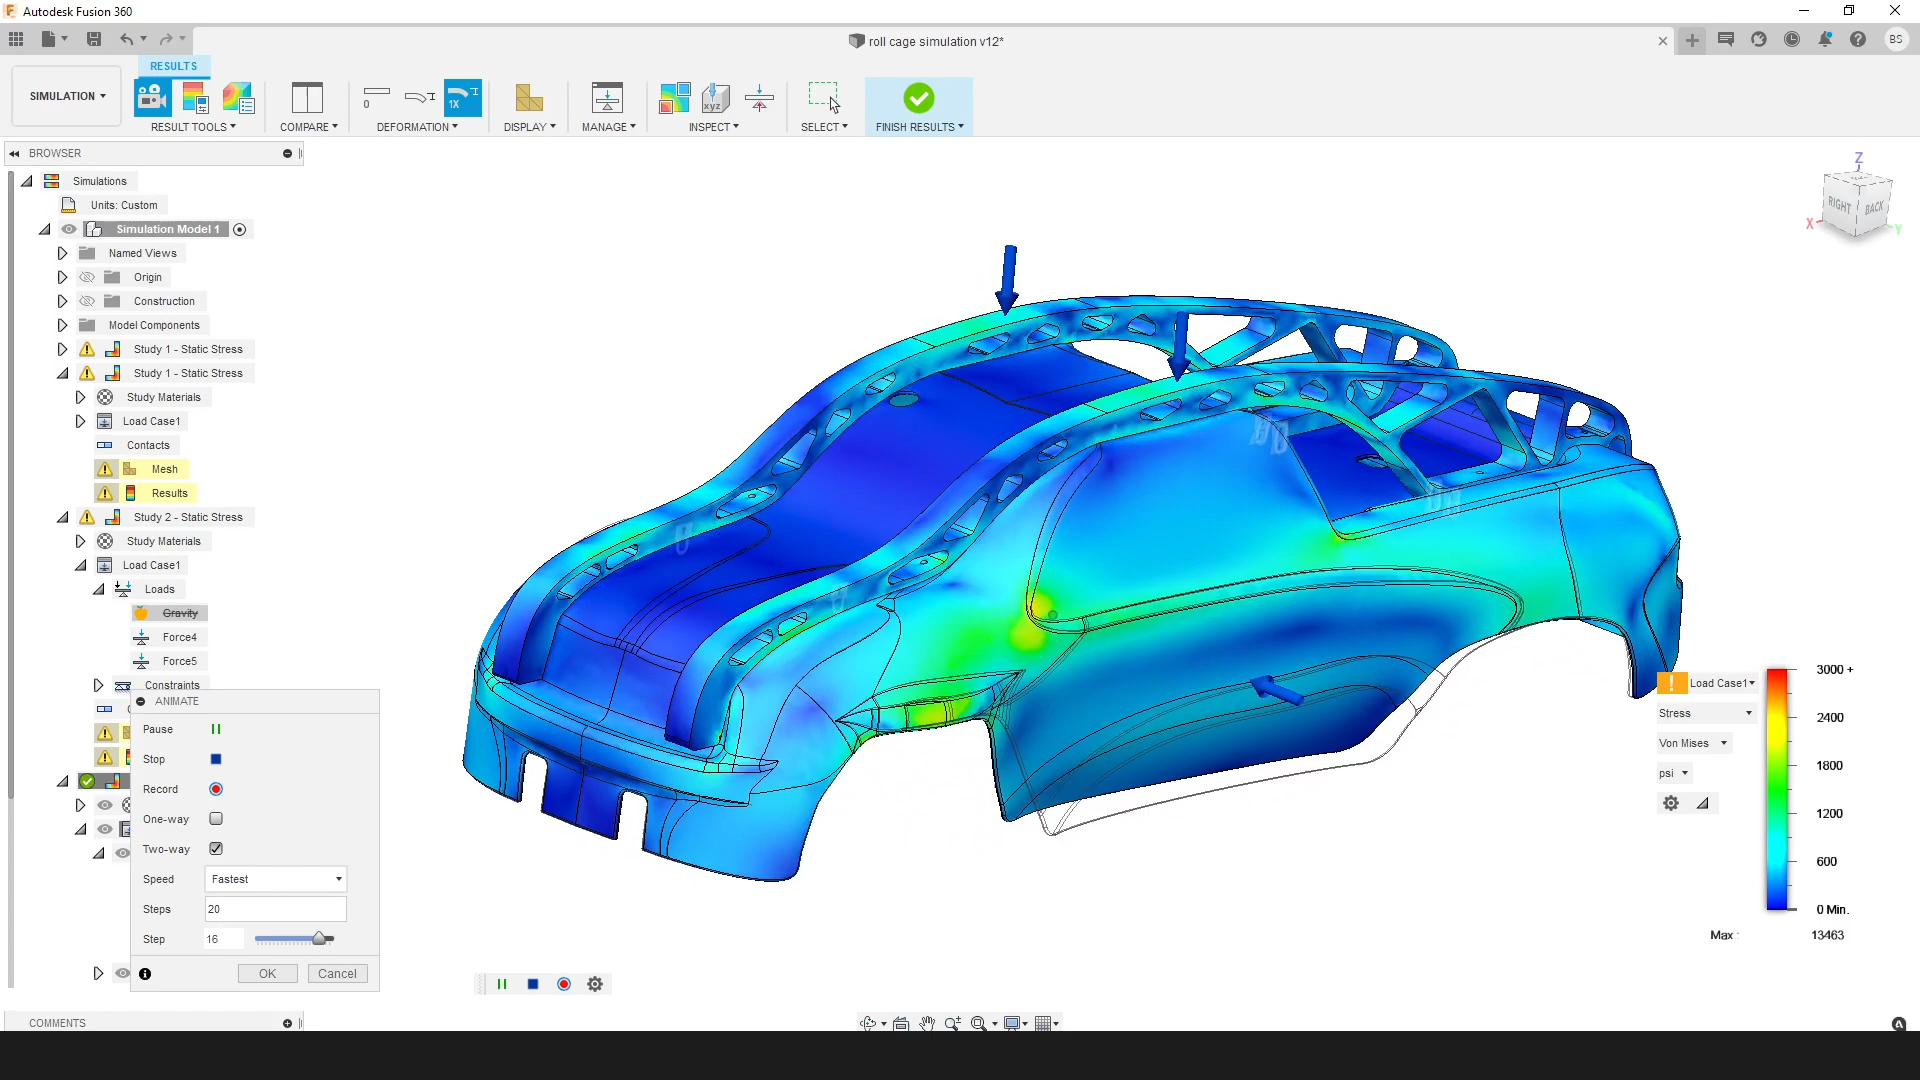 Autodesk Fusion 360
roll cage simulation v12*
BS
RESULTS
SIMULATION
0
1X
xyz
RESULT TOOLS
COMPARE
DEFORMATION
DISPLAY
MANAGE
INSPECT
SELECT
FINISH RESULTS
BROWSER
Simulations
Units: Custom
Simulation Model 1
Named Views
Origin
Construction
Model Components
Study 1 - Static Stress
Study 1 - Static Stress
Study Materials
Load Case1
Contacts
Mesh
Results
Study 2 - Static Stress
Study Materials
Load Case1
Loads
Gravity
Force4
Force5
Constraints
ANIMATE
Pause
Stop
Record
One-way
Two-way
Speed
Fastest
Steps
20
Step
16
OK
Cancel
COMMENTS
Z
RIGHT
BACK
X
Y
Load Case1
Stress
Von Mises
psi
3000 +
2400
1800
1200
600
0 Min.
Max :
13463